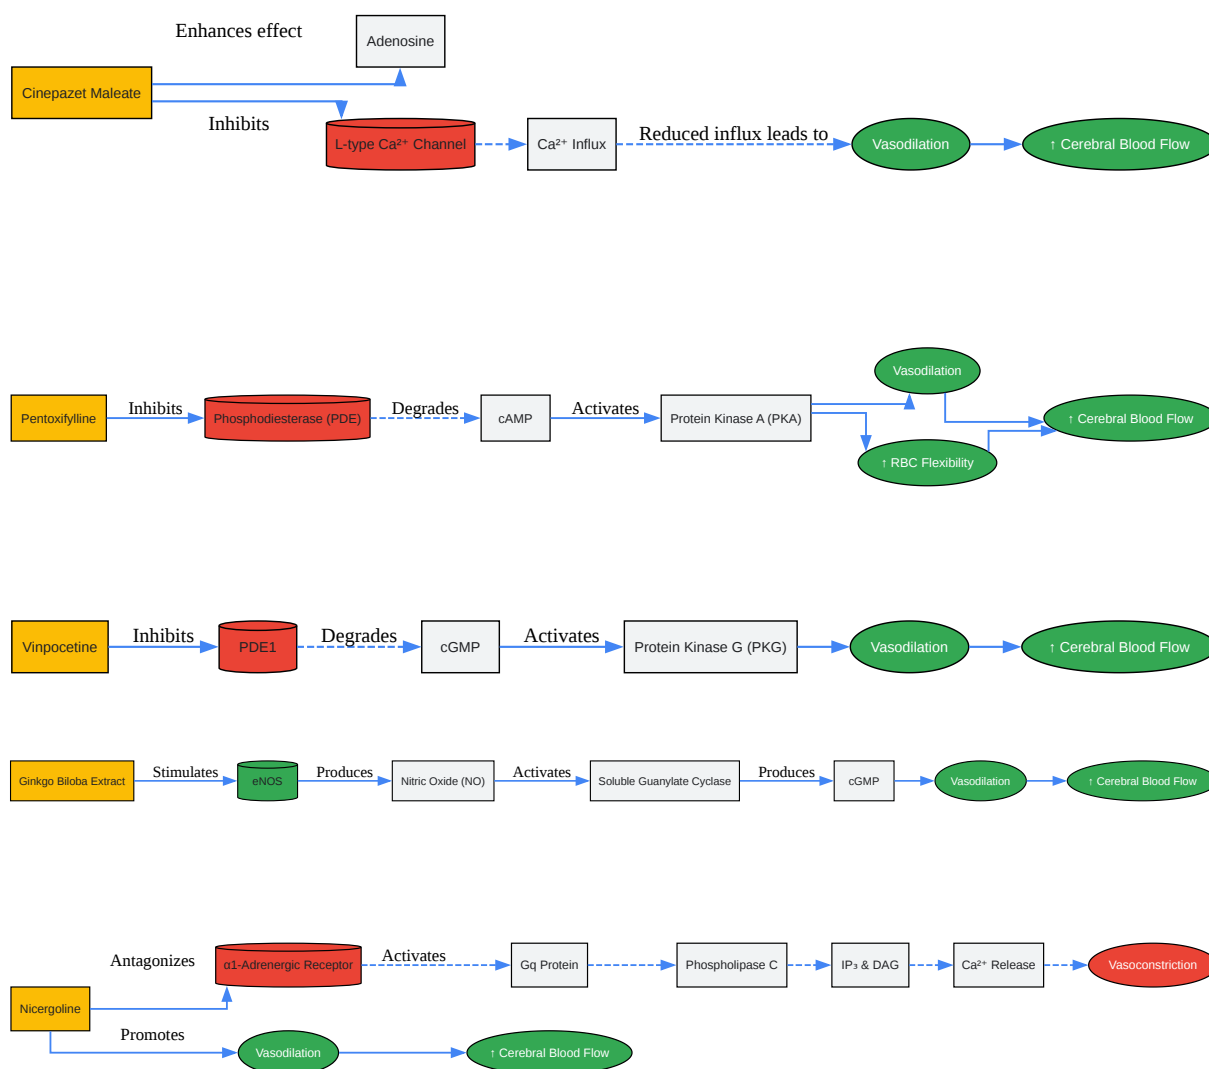 Enhances effect
Adenosine
Cinepazet Maleate
Inhibits
L-type Ca²⁺ Channel
Ca²⁺ Influx
Reduced influx leads to
Vasodilation
↑ Cerebral Blood Flow
Pentoxifylline
Inhibits
Phosphodiesterase (PDE)
Degrades
cAMP
Activates
Protein Kinase A (PKA)
Vasodilation
↑ RBC Flexibility
↑ Cerebral Blood Flow
Vinpocetine
Inhibits
PDE1
Degrades
cGMP
Activates
Protein Kinase G (PKG)
Vasodilation
↑ Cerebral Blood Flow
Ginkgo Biloba Extract
Stimulates
eNOS
Produces
Nitric Oxide (NO)
Activates
Soluble Guanylate Cyclase
Produces
cGMP
Vasodilation
↑ Cerebral Blood Flow
Antagonizes
α1-Adrenergic Receptor
Activates
Gq Protein
Phospholipase C
IP₃ & DAG
Ca²⁺ Release
Vasoconstriction
Nicergoline
Promotes
Vasodilation
↑ Cerebral Blood Flow